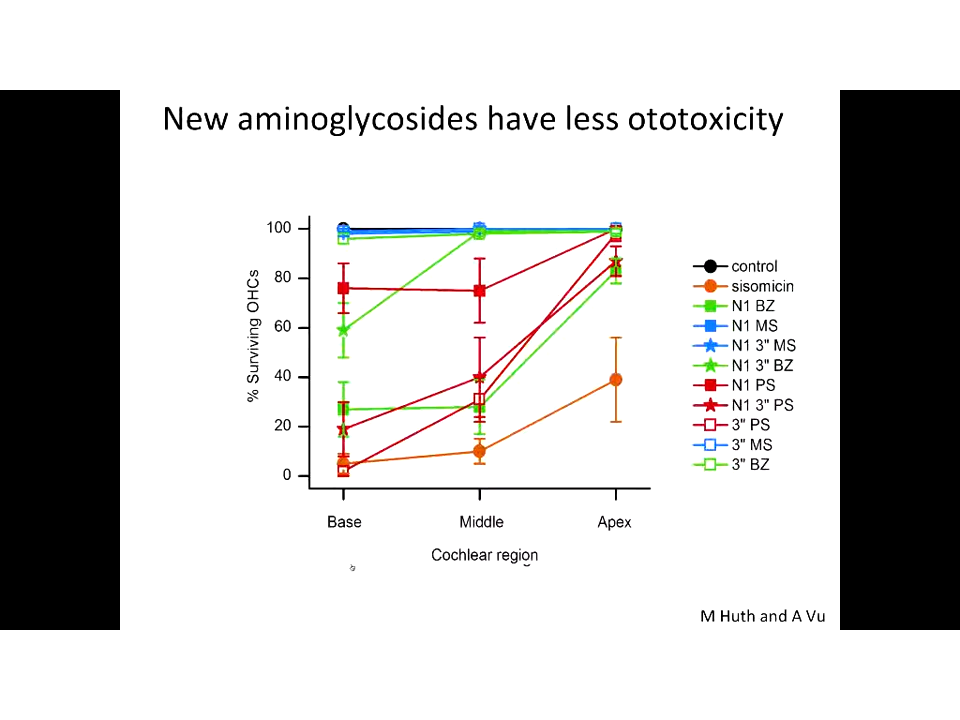 New aminoglycosides have less ototoxicity
100
80
60
40
20
0
% Surviving OHCs
Base Middle Apex
Cochlear region
control
sisomicin
N1 BZ
N1 MS
N1 3" MS
N1 3" BZ
N1 PS
N1 3" PS
3" PS
3" MS
3" BZ
M Huth and A Vu